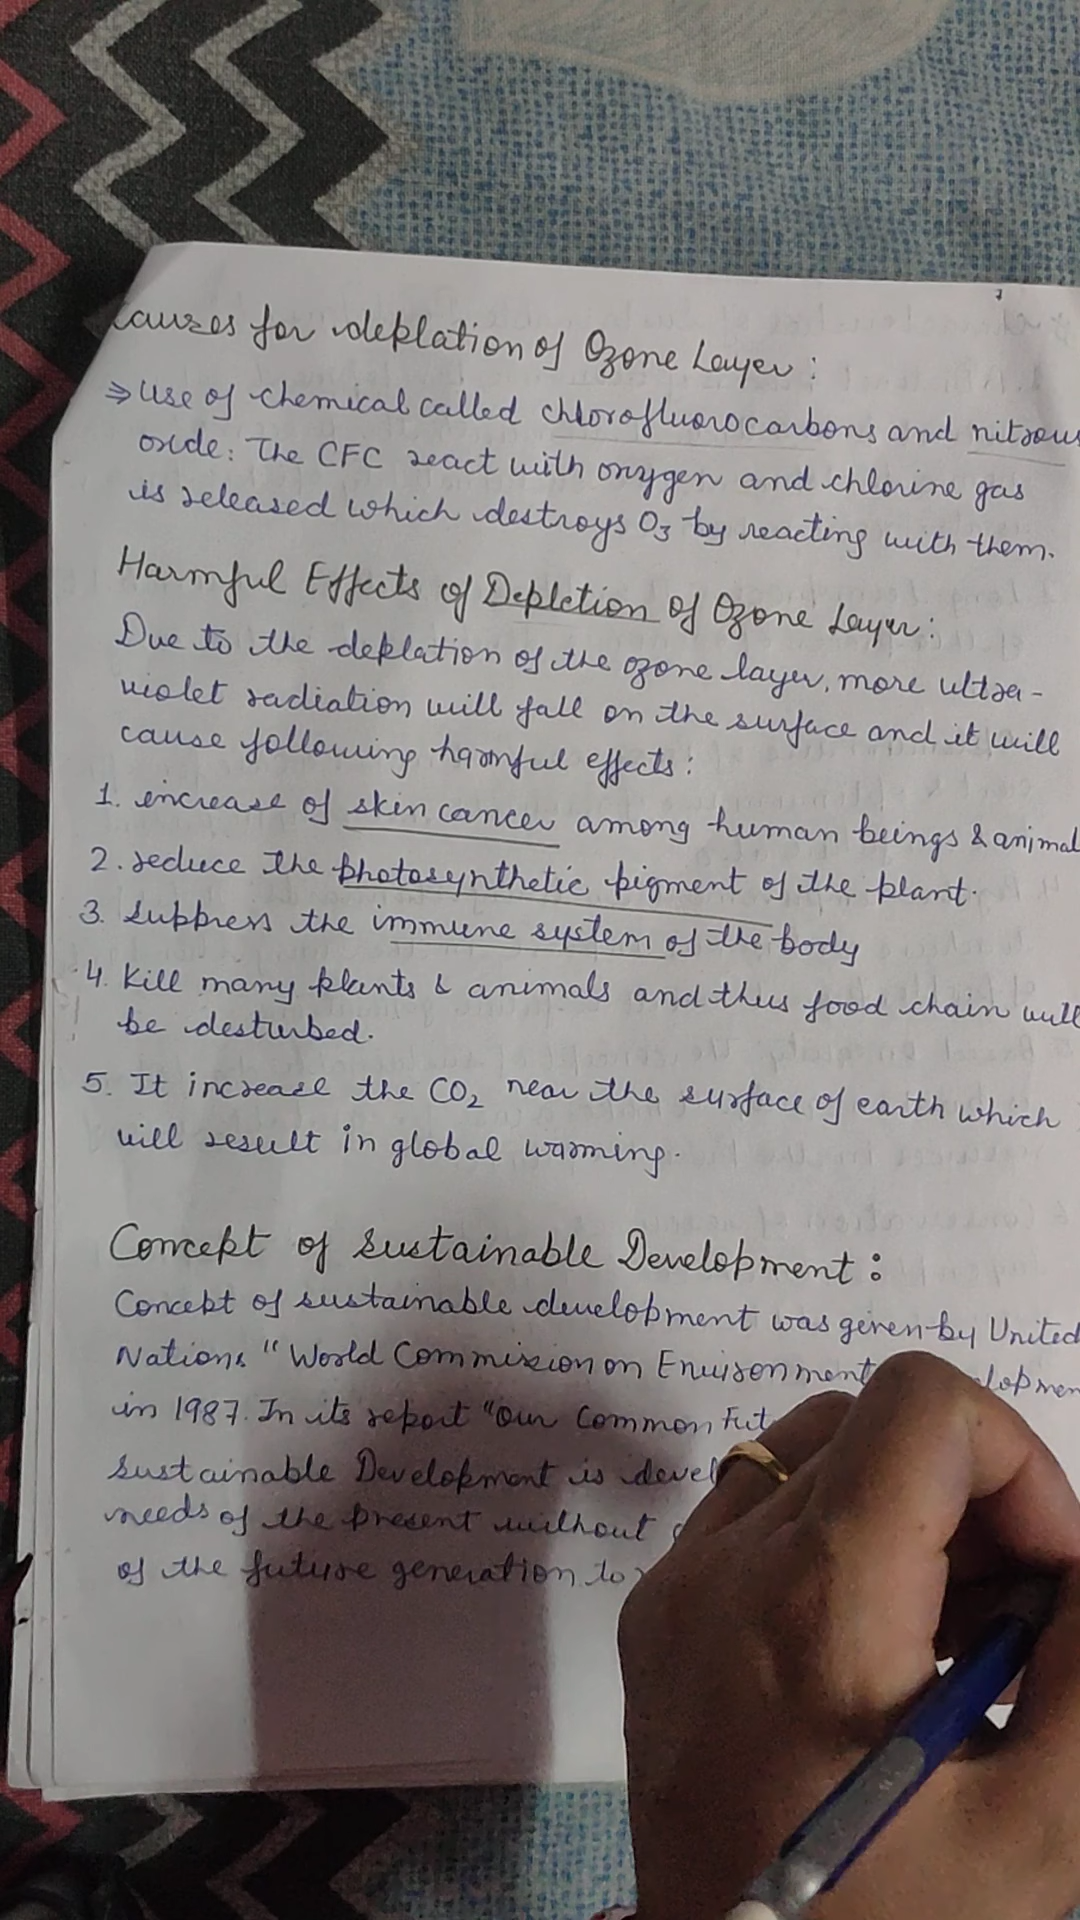 Causes for deplation of Ozone Layer:
⇒ Use of chemical called chlorofluorocarbons and nitrous
oxide: The CFC react with oxygen and chlorine gas
is released which destroys O₃ by reacting with them.
Harmful Effects of Depletion of Ozone Layer:
Due to the deplation of the ozone layer, more ultra-
violet radiation will fall on the surface and it will
cause following harmful effects:
1. increase of skin cancer among human beings & animal
2. reduce the photosynthetic pigment of the plant.
3. suppress the immune system of the body
4. Kill many plants & animals and thus food chain will
be desturbed.
5. It increase the CO₂ near the surface of earth which
will result in global warming.
Concept of Sustainable Development:
Concept of sustainable development was given by United
Nations "World Commission on Environment
in 1987. In its report "Our Common
Sustainable Development is
needs of the present without
of the future generation to